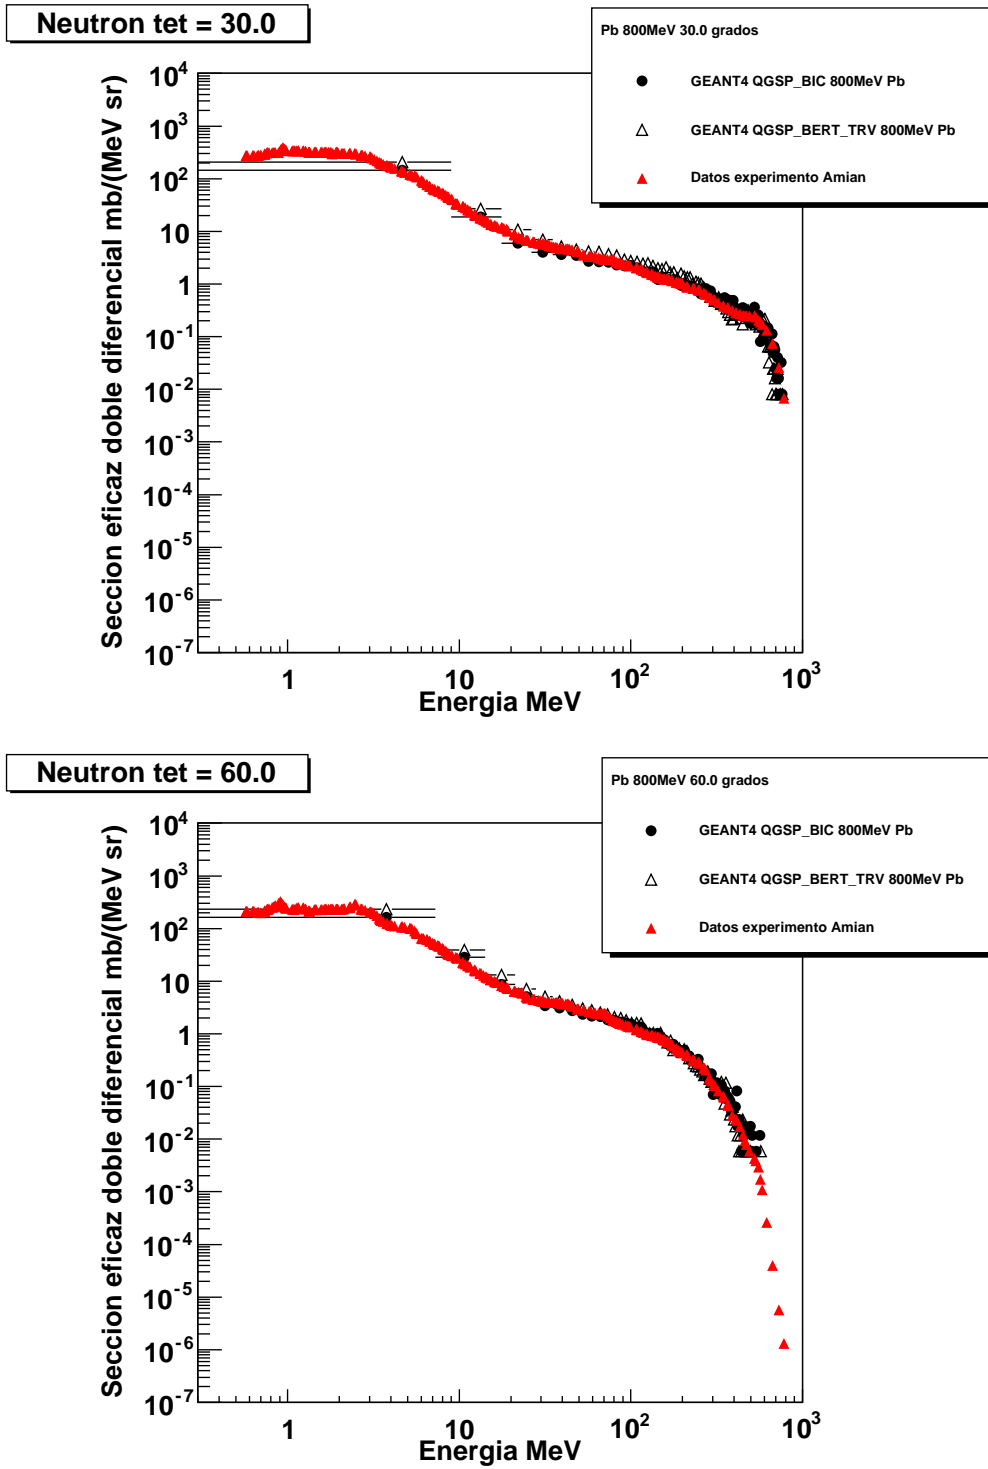 Neutron tet = 30.0
Pb 800MeV 30.0 grados
GEANT4 QGSP_BIC 800MeV Pb
GEANT4 QGSP_BERT_TRV 800MeV Pb
Datos experimento Amian
Seccion eficaz doble diferencial mb/(MeV sr)
10^4
10^3
10^2
10
1
10^-1
10^-2
10^-3
10^-4
10^-5
10^-6
10^-7
1 10 10^2 10^3
Energia MeV
Neutron tet = 60.0
Pb 800MeV 60.0 grados
GEANT4 QGSP_BIC 800MeV Pb
GEANT4 QGSP_BERT_TRV 800MeV Pb
Datos experimento Amian
Seccion eficaz doble diferencial mb/(MeV sr)
10^4
10^3
10^2
10
1
10^-1
10^-2
10^-3
10^-4
10^-5
10^-6
10^-7
1 10 10^2 10^3
Energia MeV